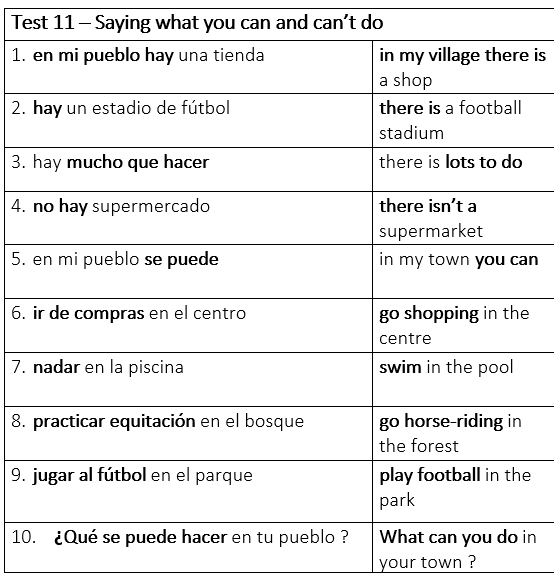 Test 11 – Saying what you can and can’t do
1. en mi pueblo hay una tienda
in my village there is
a shop
2. hay un estadio de fútbol
there is a football
stadium
3. hay mucho que hacer
there is lots to do
4. no hay supermercado
there isn’t a
supermarket
5. en mi pueblo se puede
in my town you can
6. ir de compras en el centro
go shopping in the
centre
7. nadar en la piscina
swim in the pool
8. practicar equitación en el bosque
go horse-riding in
the forest
9. jugar al fútbol en el parque
play football in the
park
10. ¿Qué se puede hacer en tu pueblo ?
What can you do in
your town ?